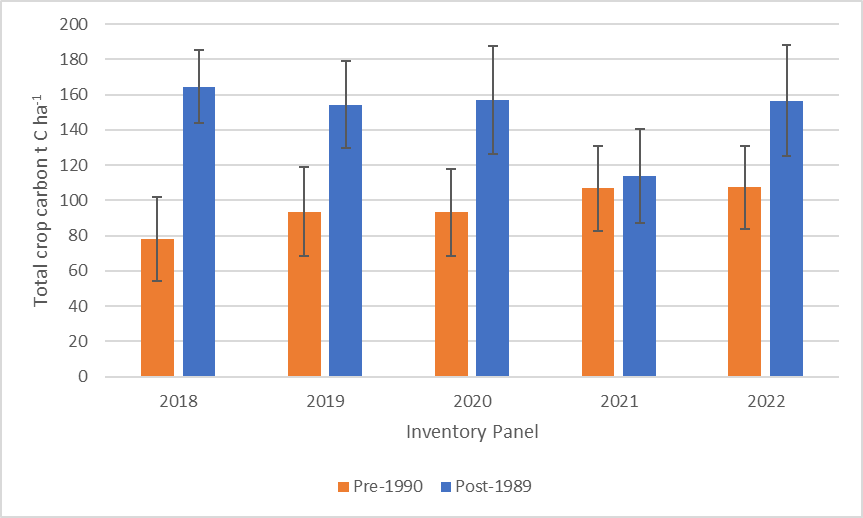 200
180
160
140
120
100
80
60
40
20
0
Total crop carbon t C ha⁻¹
2018 2019 2020 2021 2022
Inventory Panel
Pre-1990 Post-1989